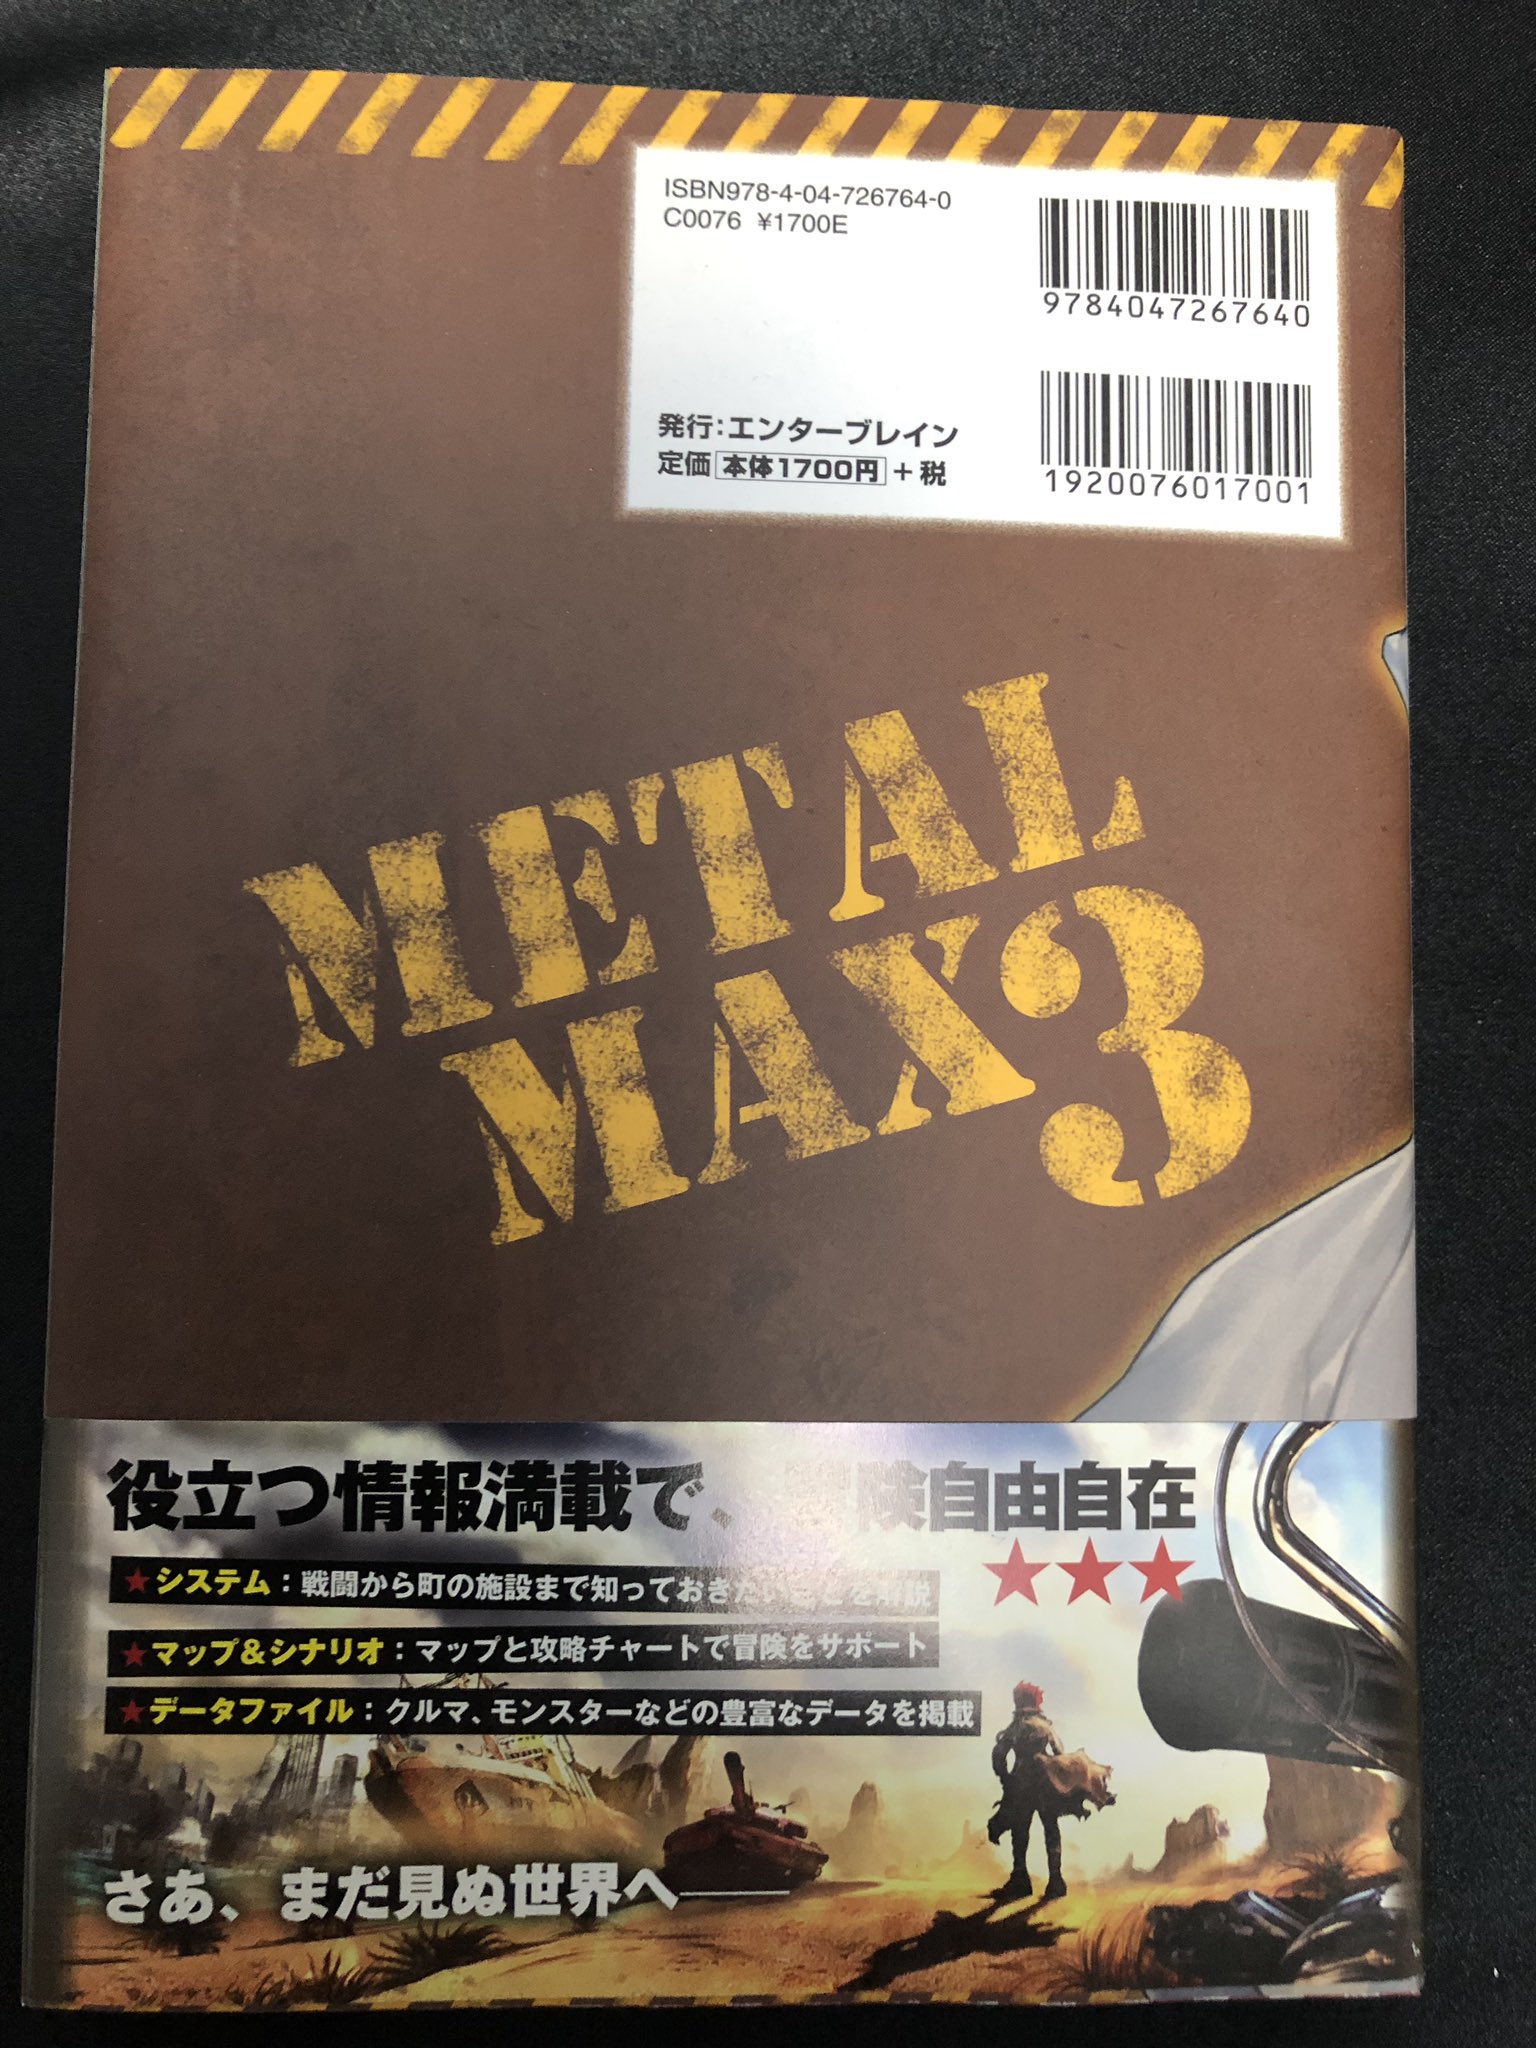 ISBN978-4-04-726764-0
C0076 ¥1700E
9784047267640
発行：エンターブレイン
定価 本体1700円 ＋税
1920076017001
METAL
MAX3
役立つ情報満載で、冒険自由自在
★★★
★システム：戦闘から町の施設まで知っておきたいことを解説
★マップ&シナリオ：マップと攻略チャートで冒険をサポート
★データファイル：クルマ、モンスターなどの豊富なデータを掲載
さあ、まだ見ぬ世界へ――